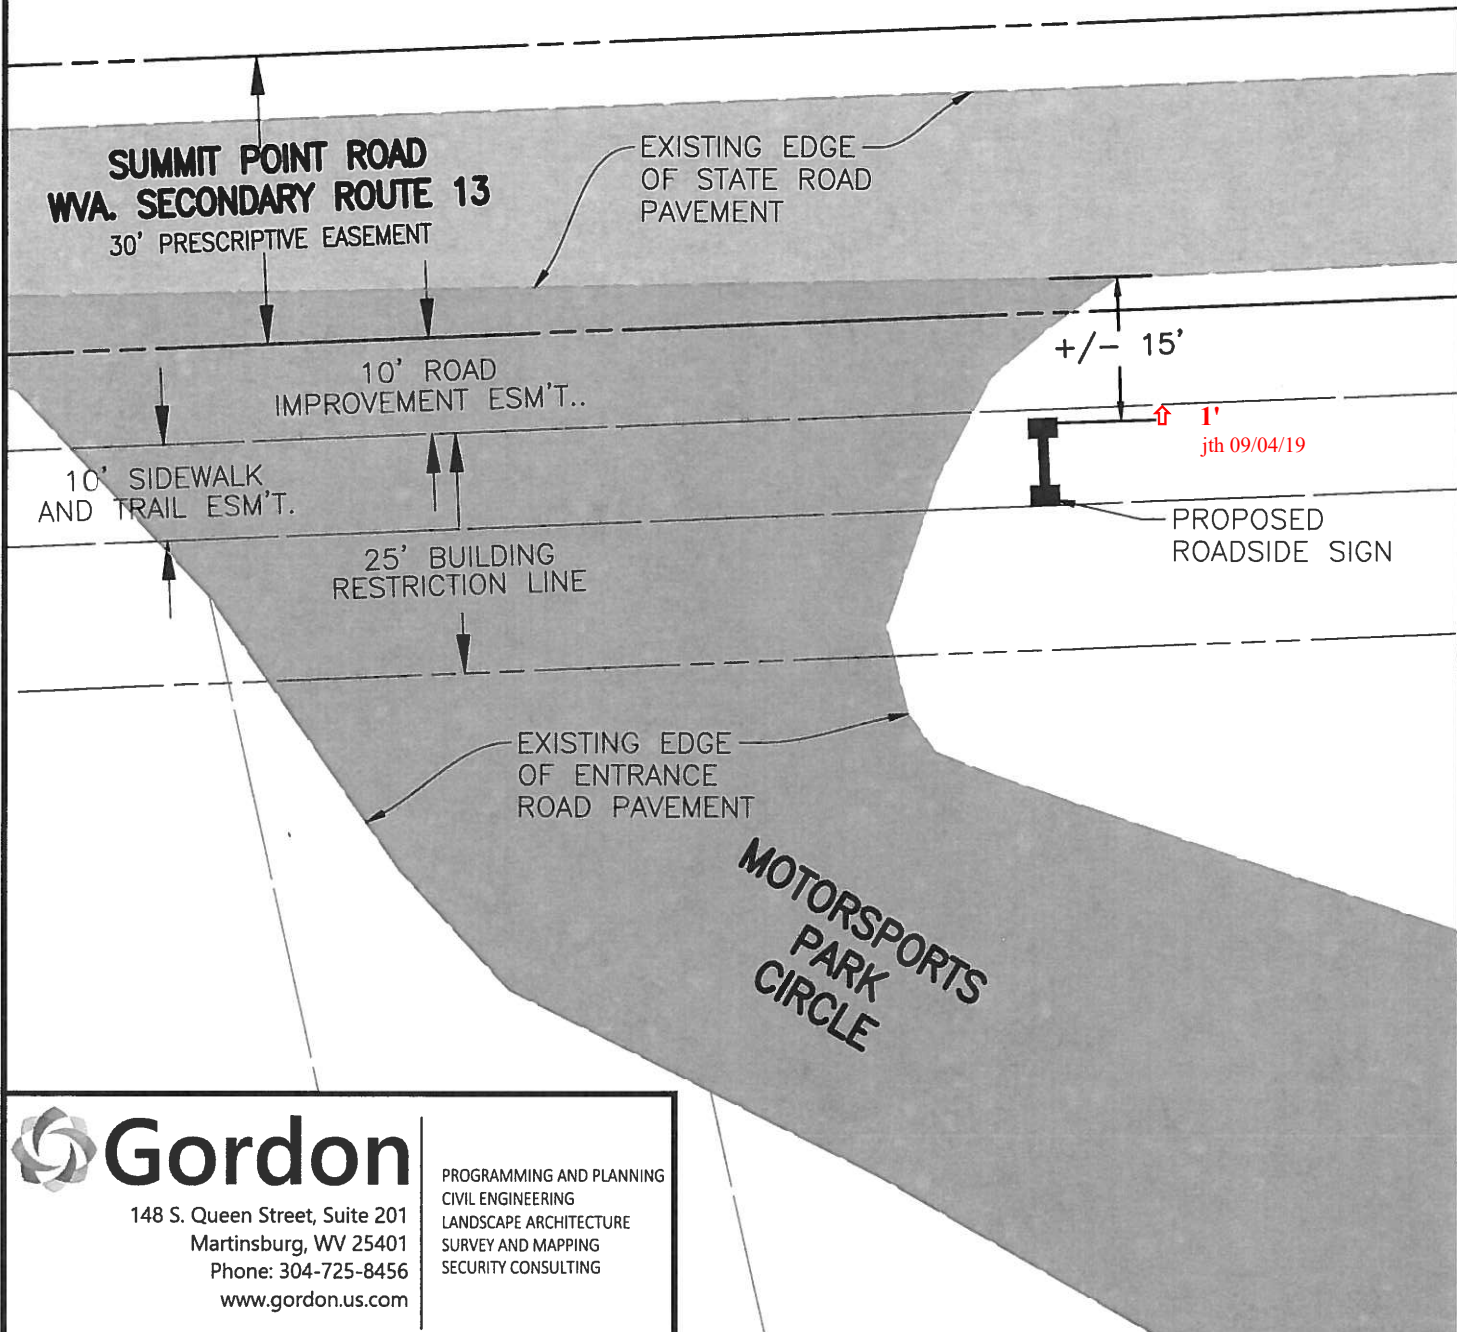 SUMMIT POINT ROAD
WVA. SECONDARY ROUTE 13
30' PRESCRIPTIVE EASEMENT
EXISTING EDGE
OF STATE ROAD
PAVEMENT
+/- 15'
10' ROAD
IMPROVEMENT ESM'T..
1'
jth 09/04/19
10' SIDEWALK
AND TRAIL ESM'T.
PROPOSED
ROADSIDE SIGN
25' BUILDING
RESTRICTION LINE
EXISTING EDGE
OF ENTRANCE
ROAD PAVEMENT
MOTORSPORTS
PARK
CIRCLE
Gordon
148 S. Queen Street, Suite 201
Martinsburg, WV 25401
Phone: 304-725-8456
www.gordon.us.com
PROGRAMMING AND PLANNING
CIVIL ENGINEERING
LANDSCAPE ARCHITECTURE
SURVEY AND MAPPING
SECURITY CONSULTING